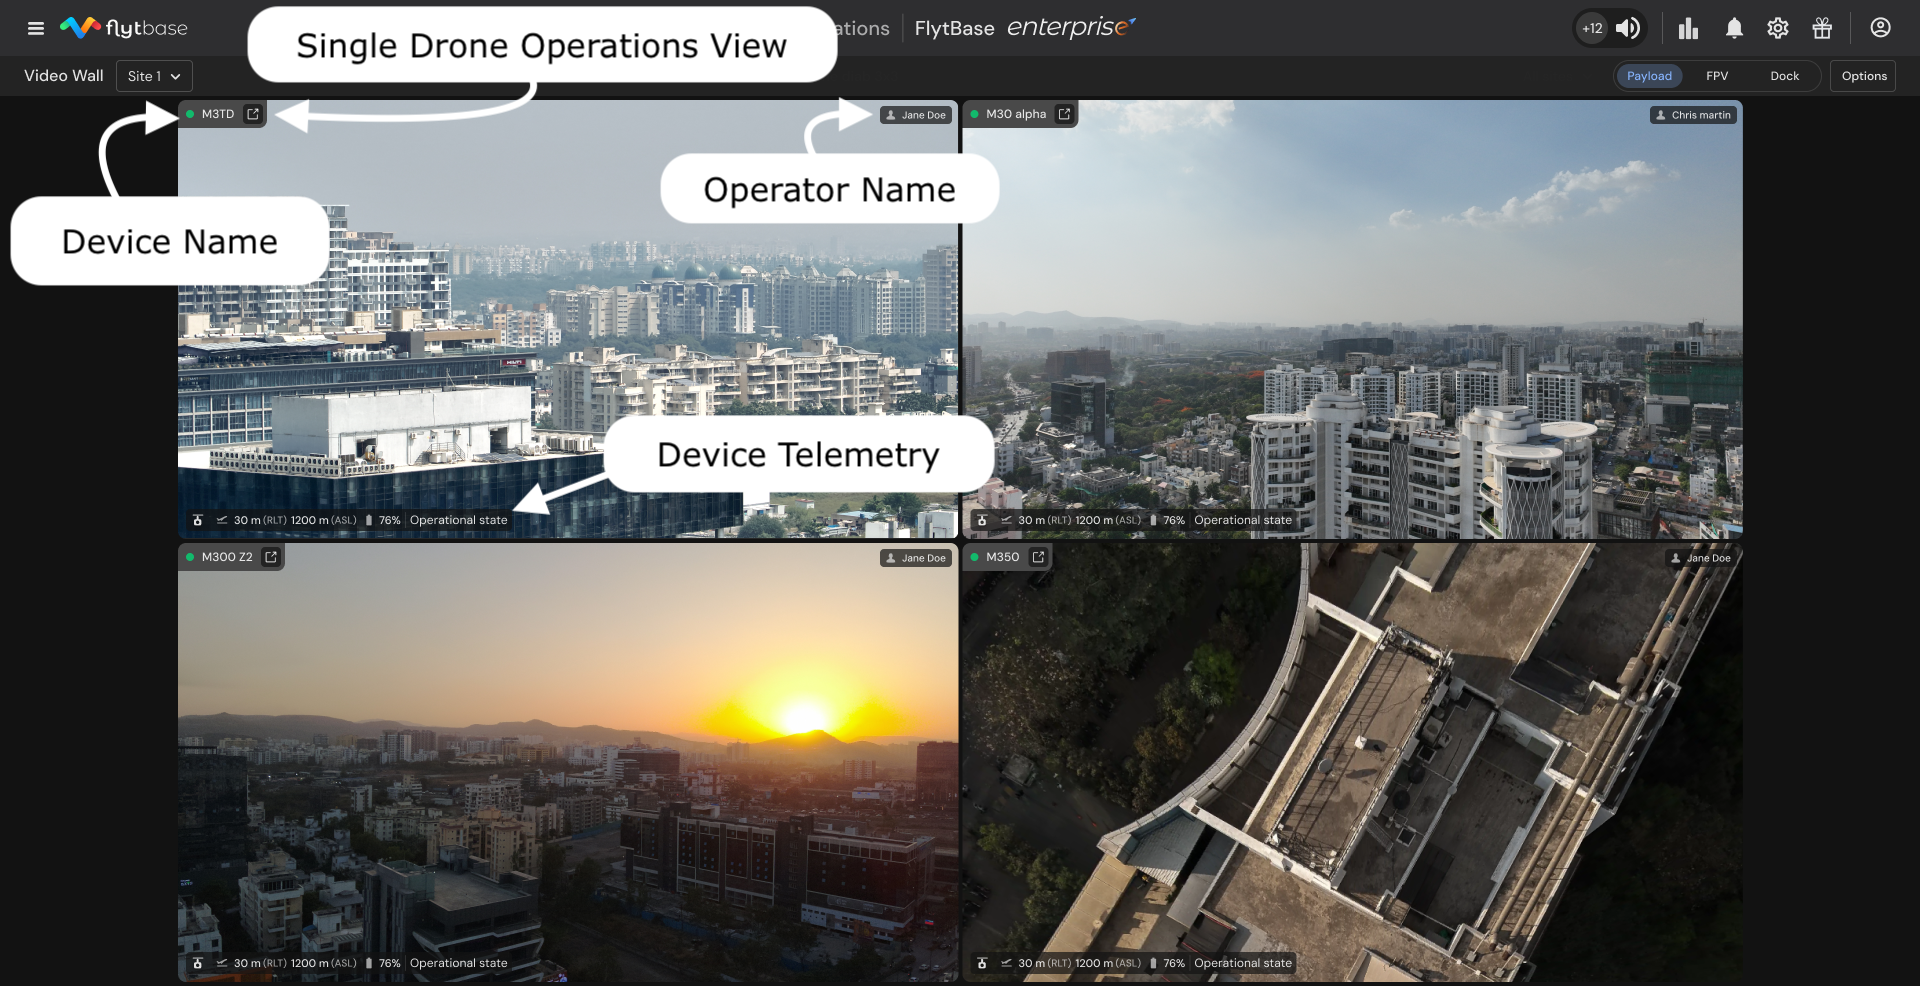 flytbase
Single Drone Operations View
ations
FlytBase enterprise
+12
Video Wall
Site 1
Payload
FPV
Dock
Options
M3TD
Jane Doe
M30 alpha
Chris martin
Operator Name
Device Name
Device Telemetry
30 m (RLT) 1200 m (ASL) 76% Operational state
30 m (RLT) 1200 m (ASL) 76% Operational state
M300 Z2
Jane Doe
M350
Jane Doe
30 m (RLT) 1200 m (ASL) 76% Operational state
30 m (RLT) 1200 m (ASL) 76% Operational state